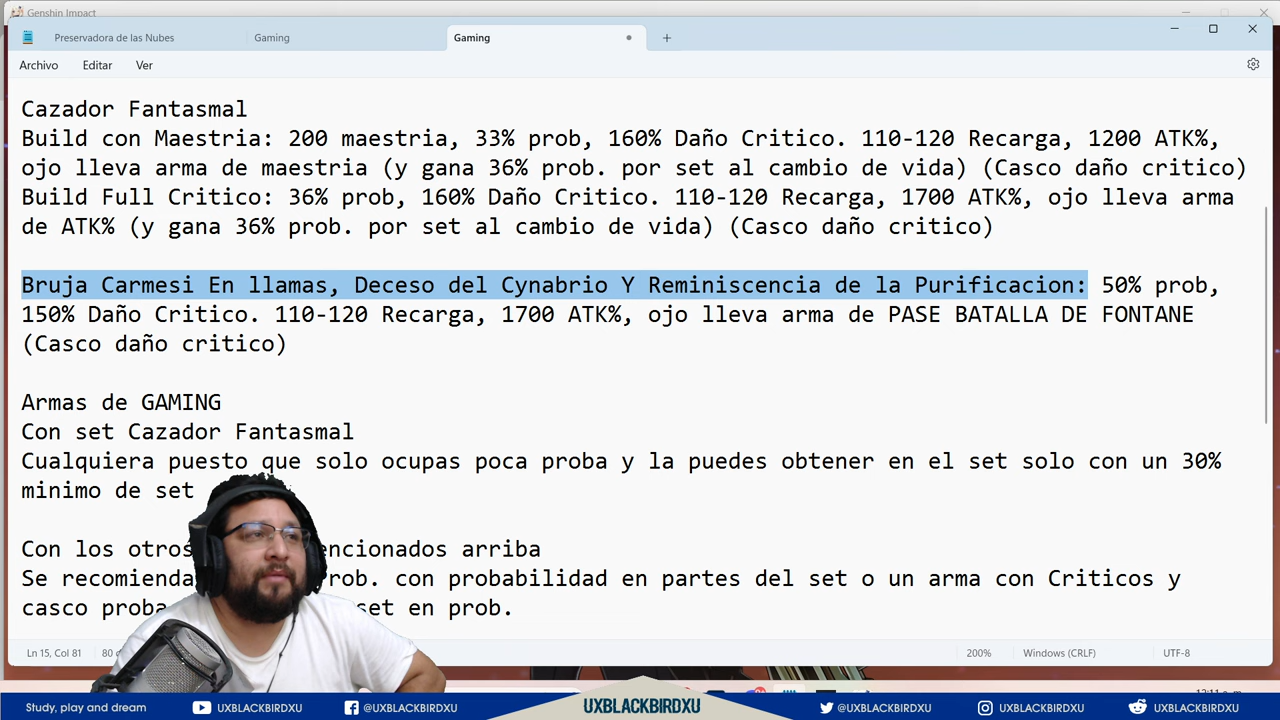 Genshin Impact
Preservadora de las Nubes
Gaming
Gaming
Archivo
Editar
Ver
Cazador Fantasmal
Build con Maestria: 200 maestria, 33% prob, 160% Daño Critico. 110-120 Recarga, 1200 ATK%,
ojo lleva arma de maestria (y gana 36% prob. por set al cambio de vida) (Casco daño critico)
Build Full Critico: 36% prob, 160% Daño Critico. 110-120 Recarga, 1700 ATK%, ojo lleva arma
de ATK% (y gana 36% prob. por set al cambio de vida) (Casco daño critico)
Bruja Carmesi En llamas, Deceso del Cynabrio Y Reminiscencia de la Purificacion: 50% prob,
150% Daño Critico. 110-120 Recarga, 1700 ATK%, ojo lleva arma de PASE BATALLA DE FONTANE
(Casco daño critico)
Armas de GAMING
Con set Cazador Fantasmal
Cualquiera puesto que solo ocupas poca proba y la puedes obtener en el set solo con un 30%
minimo de set
Con los otros encionados arriba
Se recomienda rob. con probabilidad en partes del set o un arma con Criticos y
casco proba set en prob.
Ln 15, Col 81
80
200%
Windows (CRLF)
UTF-8
Study, play and dream
UXBLACKBIRDXU
@UXBLACKBIRDXU
UXBLACKBIRDXU
@UXBLACKBIRDXU
UXBLACKBIRDXU
UXBLACKBIRDXU